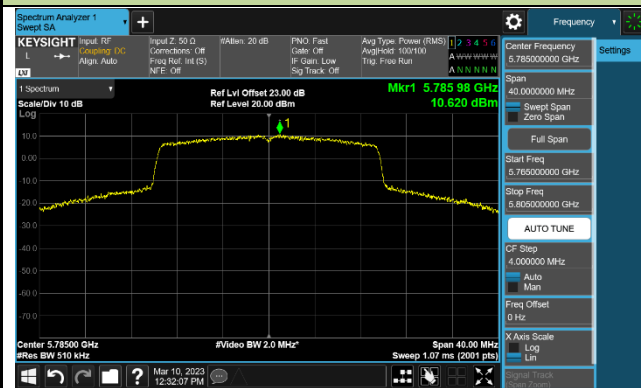 Spectrum Analyzer 1
Swept SA
Frequency
KEYSIGHT
L
LXI
Input: RF
Coupling: DC
Align: Auto
Input Z: 50 Ω
Corrections: Off
Freq Ref: Int (S)
NFE: Off
#Atten: 20 dB
PNO: Fast
Gate: Off
IF Gain: Low
Sig Track: Off
Avg Type: Power (RMS)
Avg|Hold: 100/100
Trig: Free Run
1 2 3 4 5 6
A W W W W W
A N N N N N
1 Spectrum
Scale/Div 10 dB
Log
Ref Lvl Offset 23.00 dB
Ref Level 20.00 dBm
Mkr1 5.785 98 GHz
10.620 dBm
1
10.0
0.00
-10.0
-20.0
-30.0
-40.0
-50.0
-60.0
-70.0
Center 5.78500 GHz
#Res BW 510 kHz
#Video BW 2.0 MHz*
Span 40.00 MHz
Sweep 1.07 ms (2001 pts)
Mar 10, 2023
12:32:07 PM
Center Frequency
5.785000000 GHz
Settings
Span
40.0000000 MHz
Swept Span
Zero Span
Full Span
Start Freq
5.765000000 GHz
Stop Freq
5.805000000 GHz
AUTO TUNE
CF Step
4.000000 MHz
Auto
Man
Freq Offset
0 Hz
X Axis Scale
Log
Lin
Signal Track
(Span Zoom)